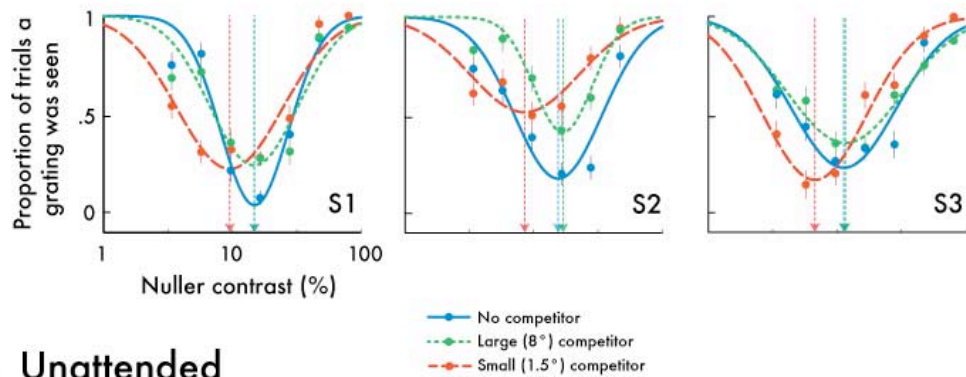 Proportion of trials a
grating was seen
1
.5
0
S1
S2
S3
1
10
100
Nuller contrast (%)
No competitor
Large (8°) competitor
Small (1.5°) competitor
Unattended